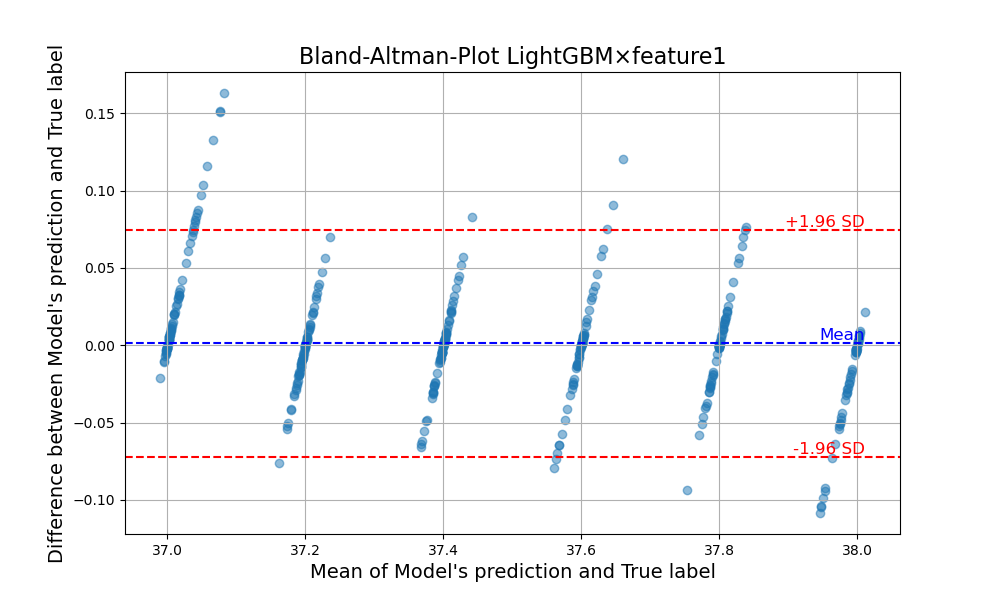 Bland-Altman-Plot LightGBM×feature1
Difference between Model's prediction and True label
0.15
0.10
0.05
0.00
−0.05
−0.10
+1.96 SD
Mean
-1.96 SD
37.0 37.2 37.4 37.6 37.8 38.0
Mean of Model's prediction and True label